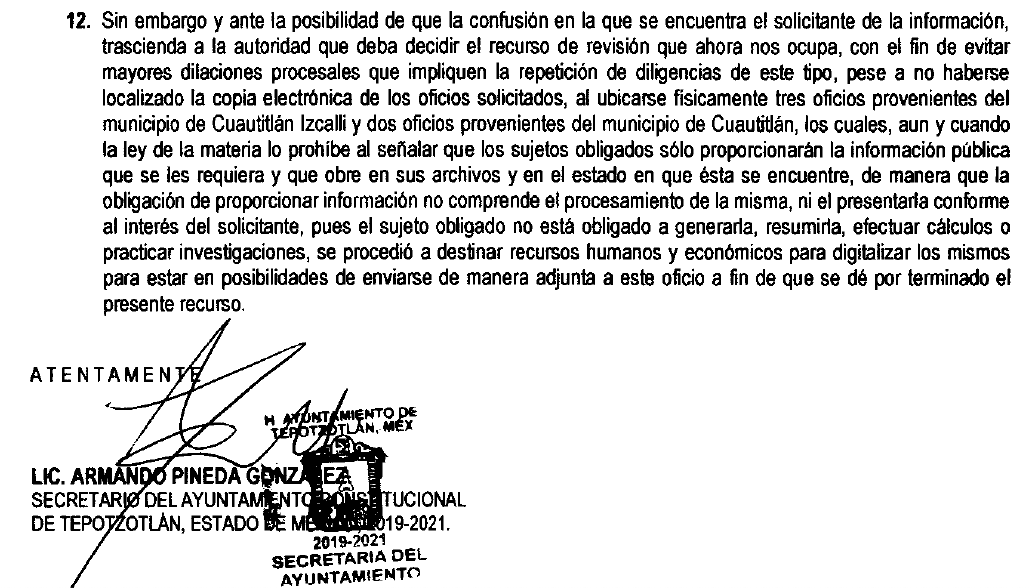 12. Sin embargo y ante la posibilidad de que la confusión en la que se encuentra el solicitante de la información,
trascienda a la autoridad que deba decidir el recurso de revisión que ahora nos ocupa, con el fin de evitar
mayores dilaciones procesales que impliquen la repetición de diligencias de este tipo, pese a no haberse
localizado la copia electrónica de los oficios solicitados, al ubicarse físicamente tres oficios provenientes del
municipio de Cuautitlán Izcalli y dos oficios provenientes del municipio de Cuautitlán, los cuales, aun y cuando
la ley de la materia lo prohíbe al señalar que los sujetos obligados sólo proporcionarán la información pública
que se les requiera y que obre en sus archivos y en el estado en que ésta se encuentre, de manera que la
obligación de proporcionar información no comprende el procesamiento de la misma, ni el presentarla conforme
al interés del solicitante, pues el sujeto obligado no está obligado a generarla, resumirla, efectuar cálculos o
practicar investigaciones, se procedió a destinar recursos humanos y económicos para digitalizar los mismos
para estar en posibilidades de enviarse de manera adjunta a este oficio a fin de que se dé por terminado el
presente recurso.
ATENTAMENTE
H AYUNTAMIENTO DE
TEPOTZOTLÁN, MÉX
LIC. ARMANDO PINEDA GONZÁLEZ
SECRETARIO DEL AYUNTAMIENTO CONSTITUCIONAL
DE TEPOTZOTLÁN, ESTADO DE MÉXICO, 2019-2021.
2019-2021
SECRETARIA DEL
AYUNTAMIENTO